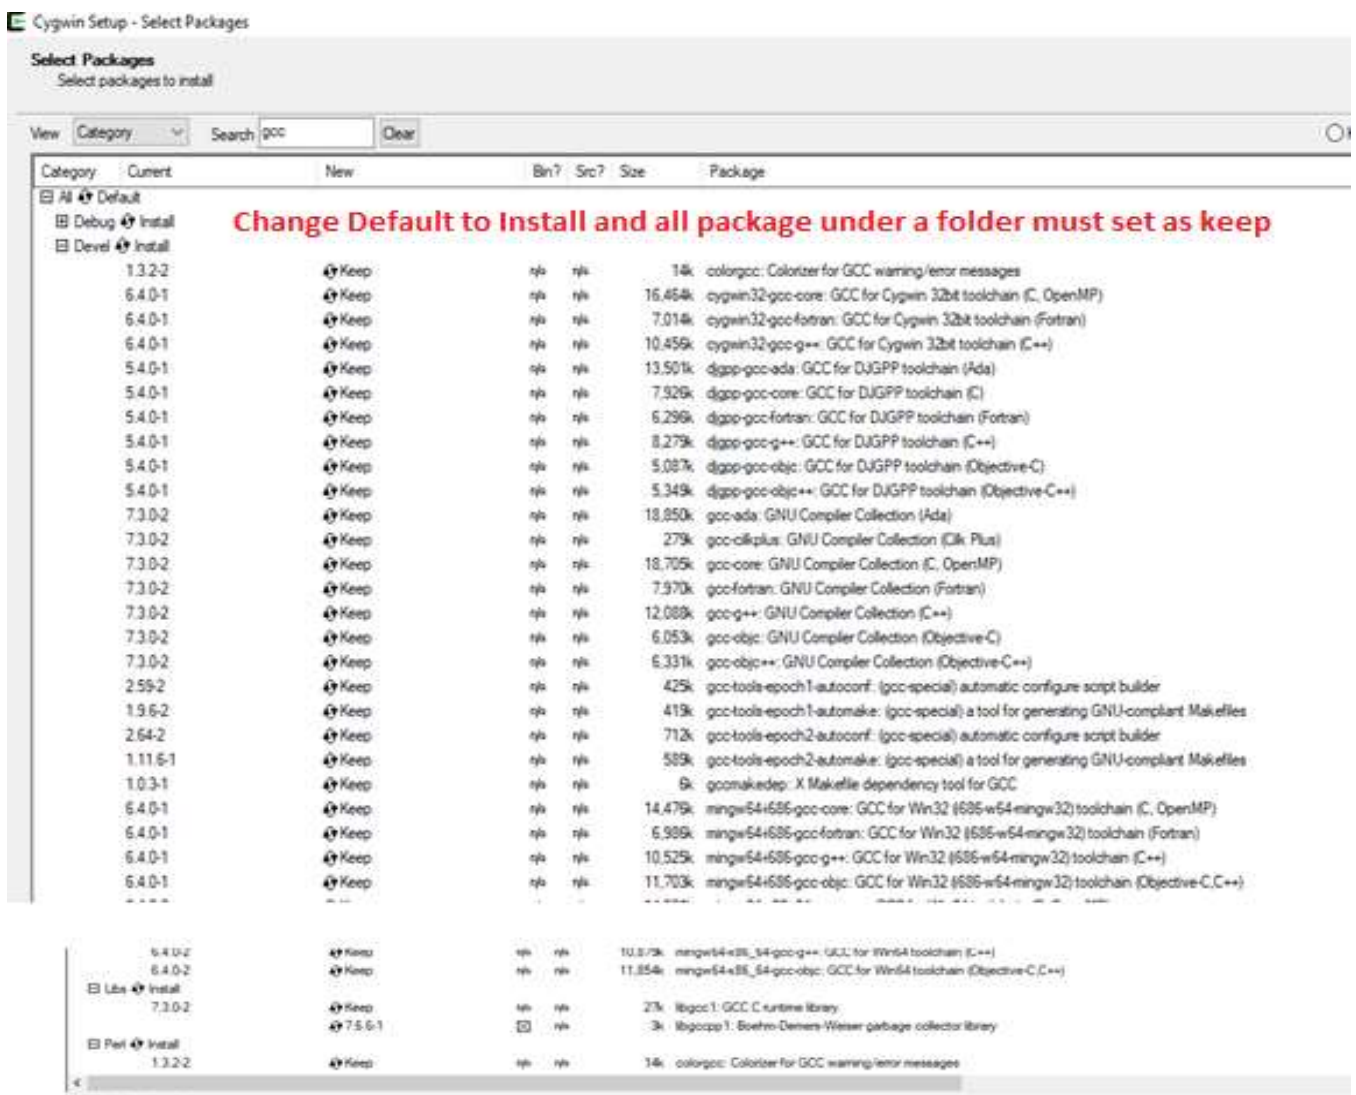 Cygwin Setup - Select Packages
Select Packages
Select packages to install
View Category Search gcc Clear
Category Current New Bin? Src? Size Package
All Default
Debug Install
Change Default to Install and all package under a folder must set as keep
Devel Install
1.3.2-2 Keep n/a n/a 14k colorgcc: Colorizer for GCC warning/error messages
6.4.0-1 Keep n/a n/a 16,464k cygwin32-gcc-core: GCC for Cygwin 32bit toolchain (C, OpenMP)
6.4.0-1 Keep n/a n/a 7,014k cygwin32-gcc-fortran: GCC for Cygwin 32bit toolchain (Fortran)
6.4.0-1 Keep n/a n/a 10,456k cygwin32-gcc-g++: GCC for Cygwin 32bit toolchain (C++)
5.4.0-1 Keep n/a n/a 13,501k djgpp-gcc-ada: GCC for DJGPP toolchain (Ada)
5.4.0-1 Keep n/a n/a 7,926k djgpp-gcc-core: GCC for DJGPP toolchain (C)
5.4.0-1 Keep n/a n/a 6,296k djgpp-gcc-fortran: GCC for DJGPP toolchain (Fortran)
5.4.0-1 Keep n/a n/a 8,279k djgpp-gcc-g++: GCC for DJGPP toolchain (C++)
5.4.0-1 Keep n/a n/a 5,087k djgpp-gcc-objc: GCC for DJGPP toolchain (Objective-C)
5.4.0-1 Keep n/a n/a 5,349k djgpp-gcc-objc++: GCC for DJGPP toolchain (Objective-C++)
7.3.0-2 Keep n/a n/a 18,850k gcc-ada: GNU Compiler Collection (Ada)
7.3.0-2 Keep n/a n/a 279k gcc-cilkplus: GNU Compiler Collection (Cilk Plus)
7.3.0-2 Keep n/a n/a 18,705k gcc-core: GNU Compiler Collection (C, OpenMP)
7.3.0-2 Keep n/a n/a 7,970k gcc-fortran: GNU Compiler Collection (Fortran)
7.3.0-2 Keep n/a n/a 12,088k gcc-g++: GNU Compiler Collection (C++)
7.3.0-2 Keep n/a n/a 6,053k gcc-objc: GNU Compiler Collection (Objective-C)
7.3.0-2 Keep n/a n/a 6,331k gcc-objc++: GNU Compiler Collection (Objective-C++)
2.59-2 Keep n/a n/a 425k gcc-tools-epoch1-autoconf: (gcc-special) automatic configure script builder
1.9.6-2 Keep n/a n/a 419k gcc-tools-epoch1-automake: (gcc-special) a tool for generating GNU-compliant Makefiles
2.64-2 Keep n/a n/a 712k gcc-tools-epoch2-autoconf: (gcc-special) automatic configure script builder
1.11.6-1 Keep n/a n/a 589k gcc-tools-epoch2-automake: (gcc-special) a tool for generating GNU-compliant Makefiles
1.0.3-1 Keep n/a n/a 6k gccmakedep: X Makefile dependency tool for GCC
6.4.0-1 Keep n/a n/a 14,476k mingw64-i686-gcc-core: GCC for Win32 (i686-w64-mingw32) toolchain (C, OpenMP)
6.4.0-1 Keep n/a n/a 6,986k mingw64-i686-gcc-fortran: GCC for Win32 (i686-w64-mingw32) toolchain (Fortran)
6.4.0-1 Keep n/a n/a 10,525k mingw64-i686-gcc-g++: GCC for Win32 (i686-w64-mingw32) toolchain (C++)
6.4.0-1 Keep n/a n/a 11,703k mingw64-i686-gcc-objc: GCC for Win32 (i686-w64-mingw32) toolchain (Objective-C,C++)
6.4.0-2 Keep n/a n/a 10,879k mingw64-x86_64-gcc-g++: GCC for Win64 toolchain (C++)
6.4.0-2 Keep n/a n/a 11,854k mingw64-x86_64-gcc-objc: GCC for Win64 toolchain (Objective-C,C++)
Libs Install
7.3.0-2 Keep n/a n/a 27k libgcc1: GCC C runtime library
7.5.6-1 n/a 3k libgccpp1: Boehm-Demers-Weiser garbage collector library
Perl Install
1.3.2-2 Keep n/a n/a 14k colorgcc: Colorizer for GCC warning/error messages